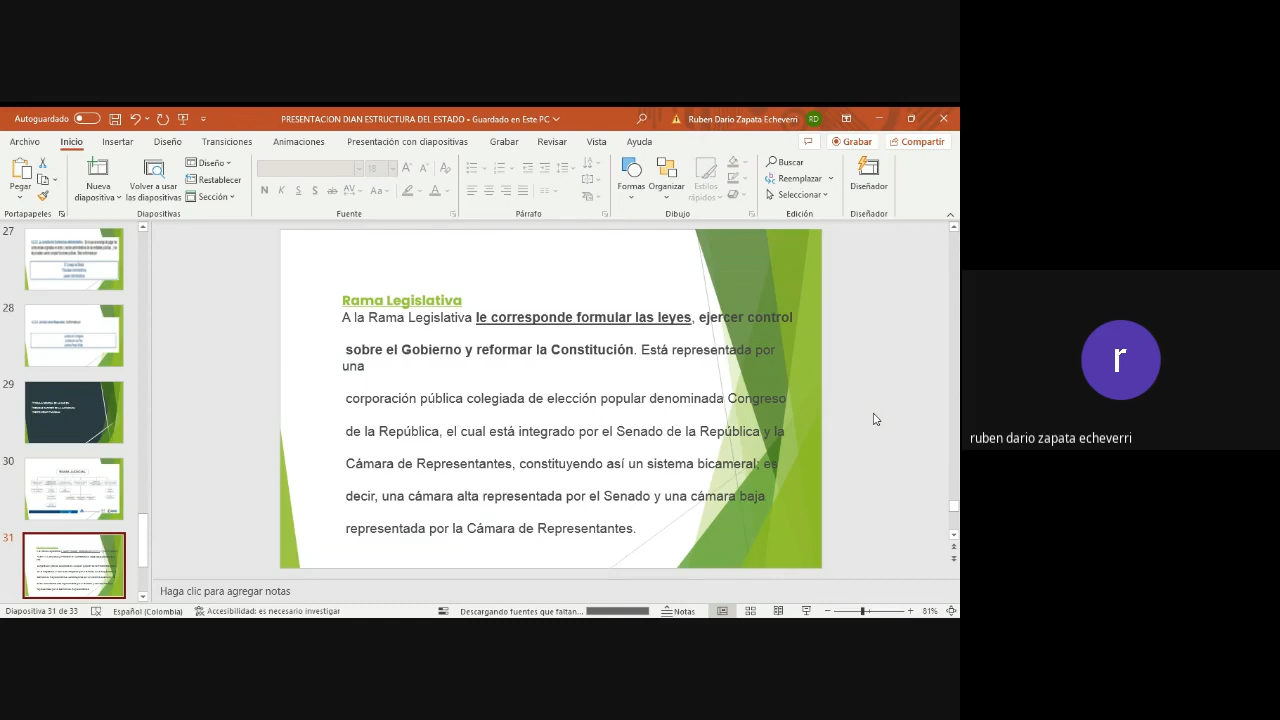 Autoguardado
PRESENTACION DIAN ESTRUCTURA DEL ESTADO • Guardado en Este PC
Ruben Dario Zapata Echeverri
RD
Archivo Inicio Insertar Diseño Transiciones Animaciones Presentación con diapositivas Grabar Revisar Vista Ayuda
Grabar
Compartir
Pegar
Nueva diapositiva
Volver a usar las diapositivas
Diseño
Restablecer
Sección
18
N K S S ab AV Aa A
Formas
Organizar
Estilos rápidos
Buscar
Reemplazar
Seleccionar
Diseñador
Portapapeles
Diapositivas
Fuente
Párrafo
Dibujo
Edición
Diseñador
27
28
29
30
RAMA JUDICIAL
31
Rama Legislativa
A la Rama Legislativa le corresponde formular las leyes, ejercer control
sobre el Gobierno y reformar la Constitución. Está representada por
una
corporación pública colegiada de elección popular denominada Congreso
de la República, el cual está integrado por el Senado de la República y la
Cámara de Representantes, constituyendo así un sistema bicameral; es
decir, una cámara alta representada por el Senado y una cámara baja
representada por la Cámara de Representantes.
Haga clic para agregar notas
Diapositiva 31 de 33
Español (Colombia)
Accesibilidad: es necesario investigar
Descargando fuentes que faltan...
Notas
81%
r
ruben dario zapata echeverri